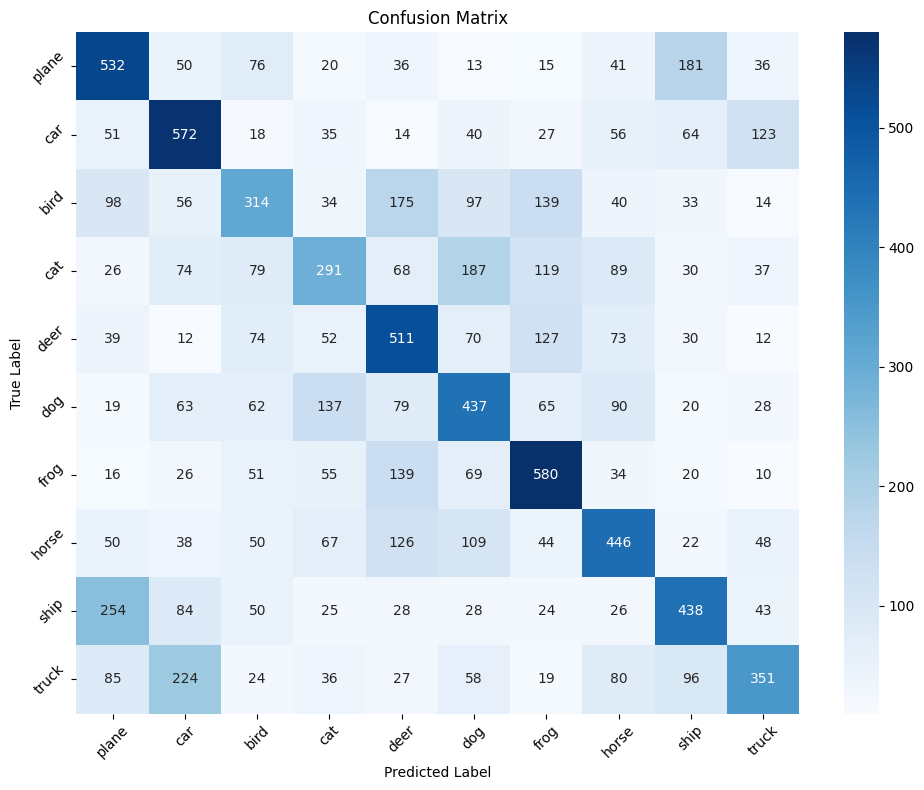 Confusion Matrix
plane 532 50 76 20 36 13 15 41 181 36
car 51 572 18 35 14 40 27 56 64 123
bird 98 56 314 34 175 97 139 40 33 14
cat 26 74 79 291 68 187 119 89 30 37
deer 39 12 74 52 511 70 127 73 30 12
dog 19 63 62 137 79 437 65 90 20 28
frog 16 26 51 55 139 69 580 34 20 10
horse 50 38 50 67 126 109 44 446 22 48
ship 254 84 50 25 28 28 24 26 438 43
truck 85 224 24 36 27 58 19 80 96 351
True Label
plane car bird cat deer dog frog horse ship truck
Predicted Label
500
400
300
200
100